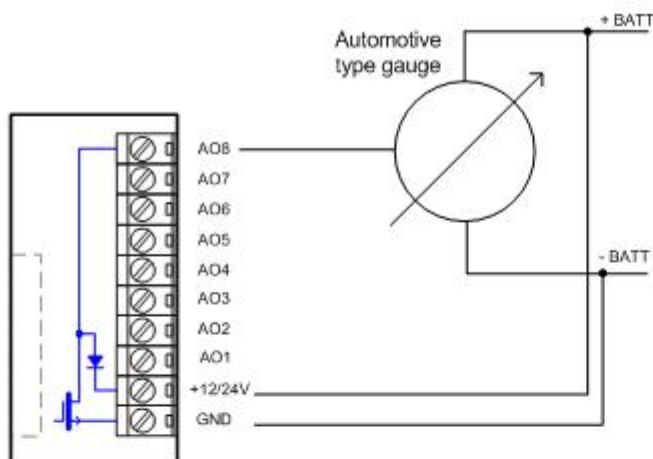 + BATT
Automotive
type gauge
AO8
AO7
AO6
AO5
AO4
AO3
AO2
AO1
- BATT
+12/24V
GND